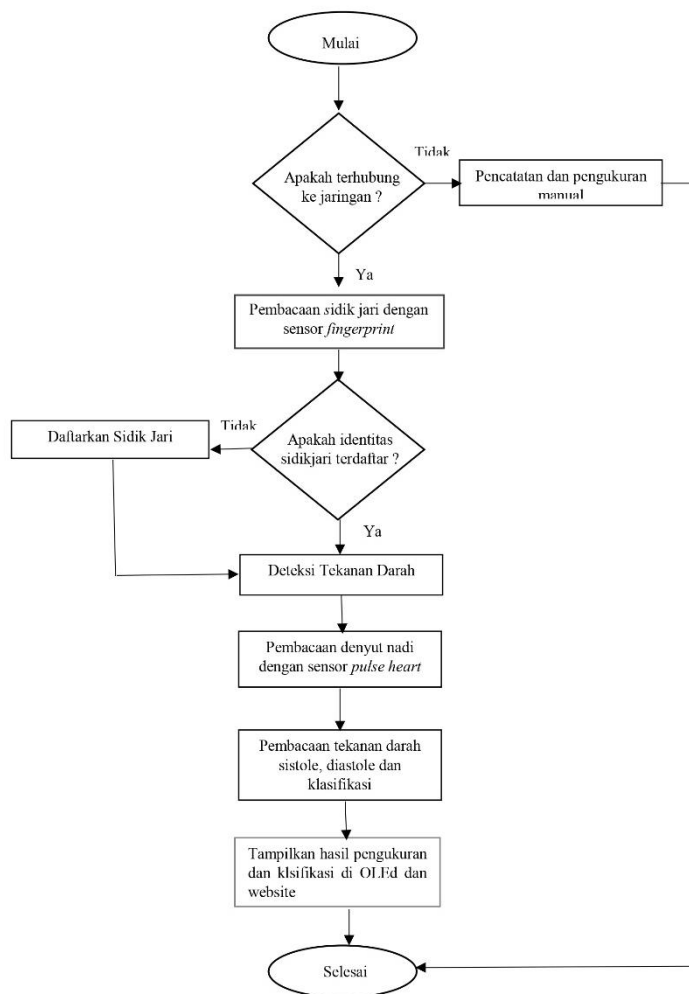 Mulai
Tidak
Apakah terhubung
ke jaringan ?
Pencatatan dan pengukuran
manual
Ya
Pembacaan sidik jari dengan
sensor fingerprint
Tidak
Daftarkan Sidik Jari
Apakah identitas
sidikjari terdaftar ?
Ya
Deteksi Tekanan Darah
Pembacaan denyut nadi
dengan sensor pulse heart
Pembacaan tekanan darah
sistole, diastole dan
klasifikasi
Tampilkan hasil pengukuran
dan klsifikasi di OLEd dan
website
Selesai